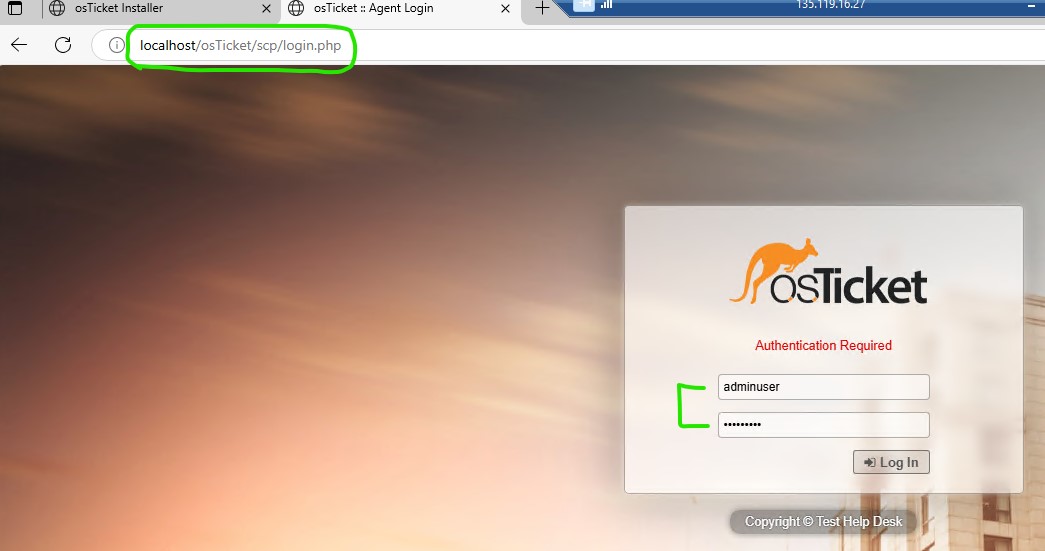 osTicket Installer
osTicket :: Agent Login
135.119.16.27
localhost/osTicket/scp/login.php
osTicket
Authentication Required
adminuser
•••••••••
Log In
Copyright © Test Help Desk